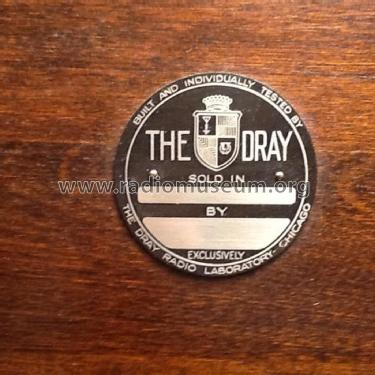 BUILT AND INDIVIDUALLY TESTED BY
THE DRAY
SOLD IN
BY
EXCLUSIVELY
THE DRAY RADIO LABORATORY-CHICAGO
www.radiomuseum.org